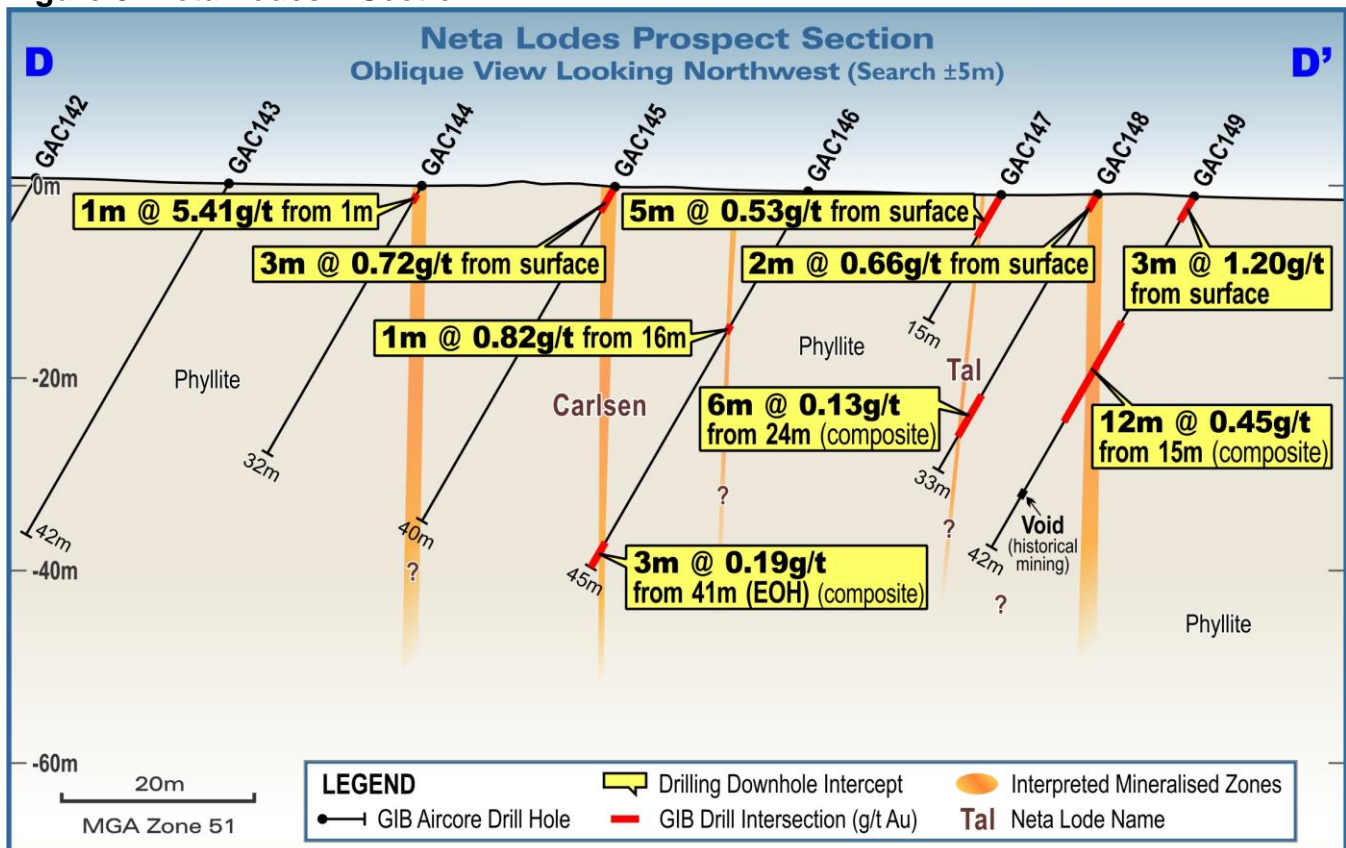 Neta Lodes Prospect Section
Oblique View Looking Northwest (Search ±5m)
D
D’
GAC142
GAC143
GAC144
GAC145
GAC146
GAC147
GAC148
GAC149
0m
1m @ 5.41g/t from 1m
5m @ 0.53g/t from surface
3m @ 0.72g/t from surface
2m @ 0.66g/t from surface
3m @ 1.20g/t
from surface
1m @ 0.82g/t from 16m
15m
Phyllite
Phyllite
-20m
Tal
Carlsen
6m @ 0.13g/t
from 24m (composite)
12m @ 0.45g/t
from 15m (composite)
32m
33m
?
42m
40m
?
Void
(historical
mining)
42m
-40m
?
45m
3m @ 0.19g/t
from 41m (EOH) (composite)
?
Phyllite
-60m
20m
MGA Zone 51
LEGEND
Drilling Downhole Intercept
Interpreted Mineralised Zones
GIB Aircore Drill Hole
GIB Drill Intersection (g/t Au)
Tal Neta Lode Name